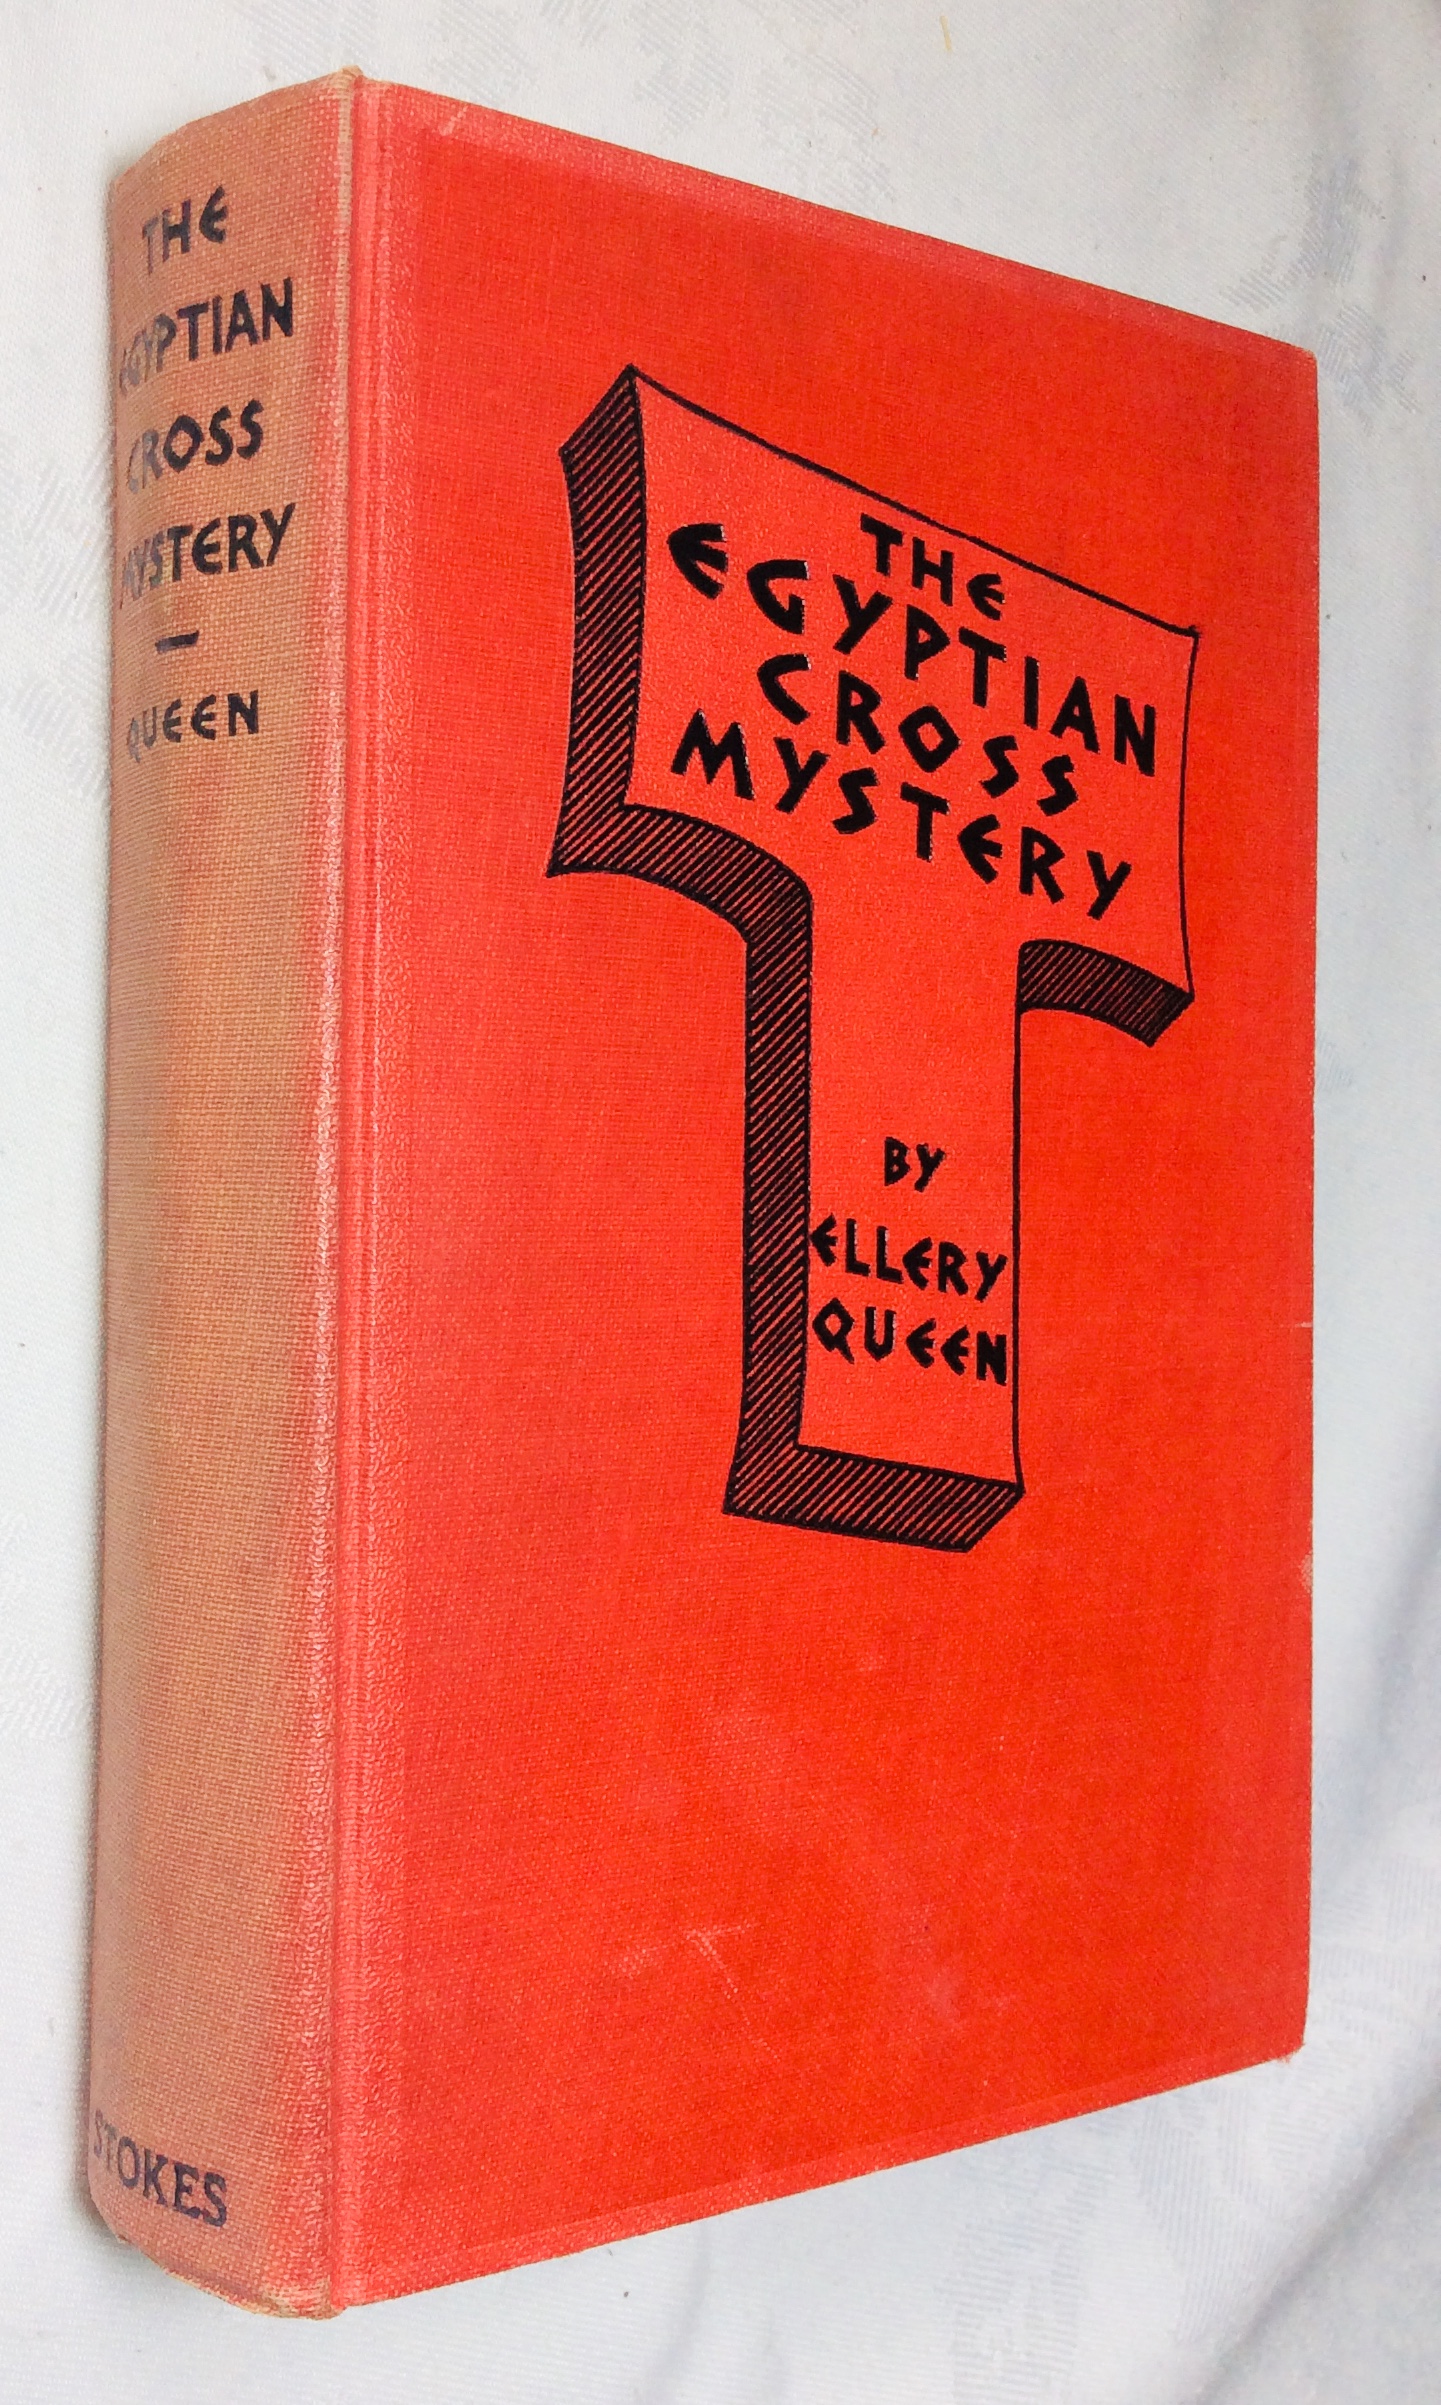 THE
EGYPTIAN
CROSS
MYSTERY
—
QUEEN
STOKES
THE
EGYPTIAN
CROSS
MYSTERY
BY
ELLERY
QUEEN